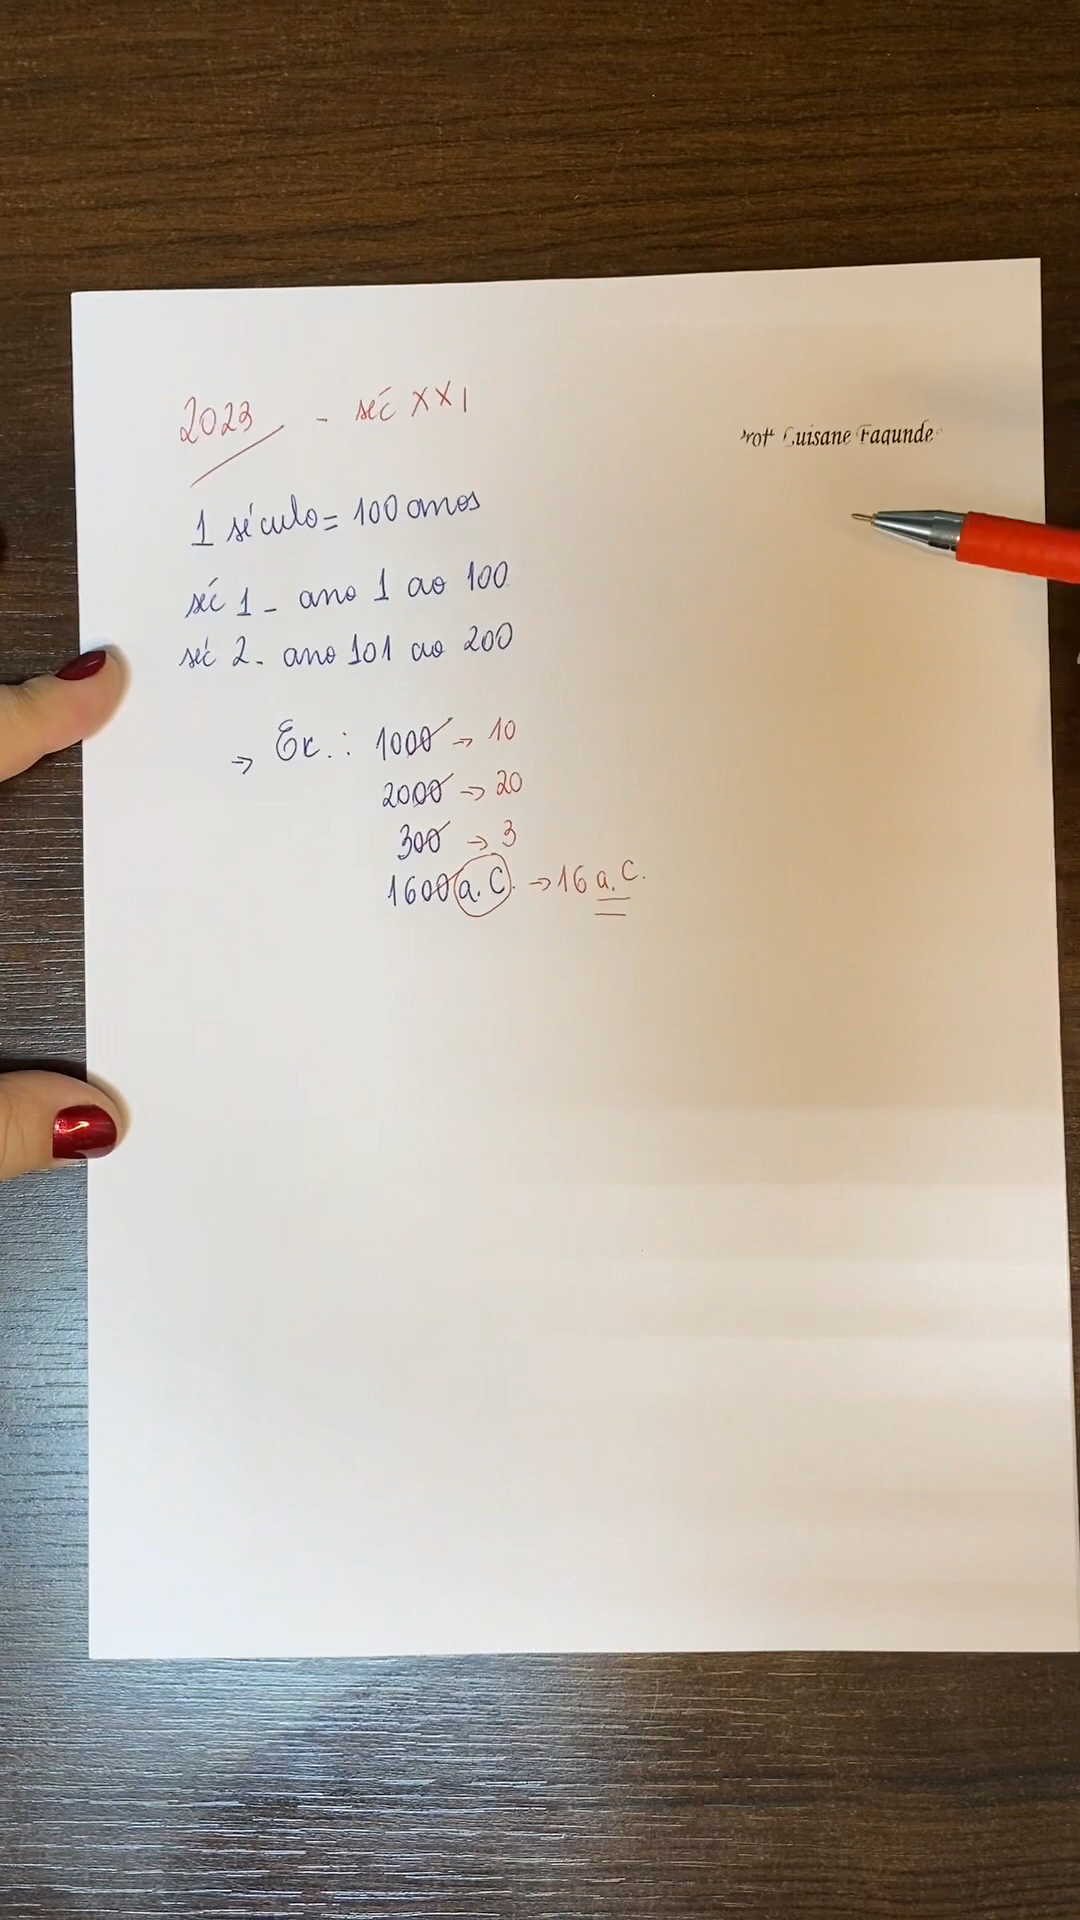 2023 - séc XXI
Profª Luisane Fagundes
1 século = 100 anos
séc 1 - ano 1 ao 100
séc 2 - ano 101 ao 200
→ Ex.: 1000 → 10
2000 → 20
300 → 3
1600 a.C. → 16 a.C.